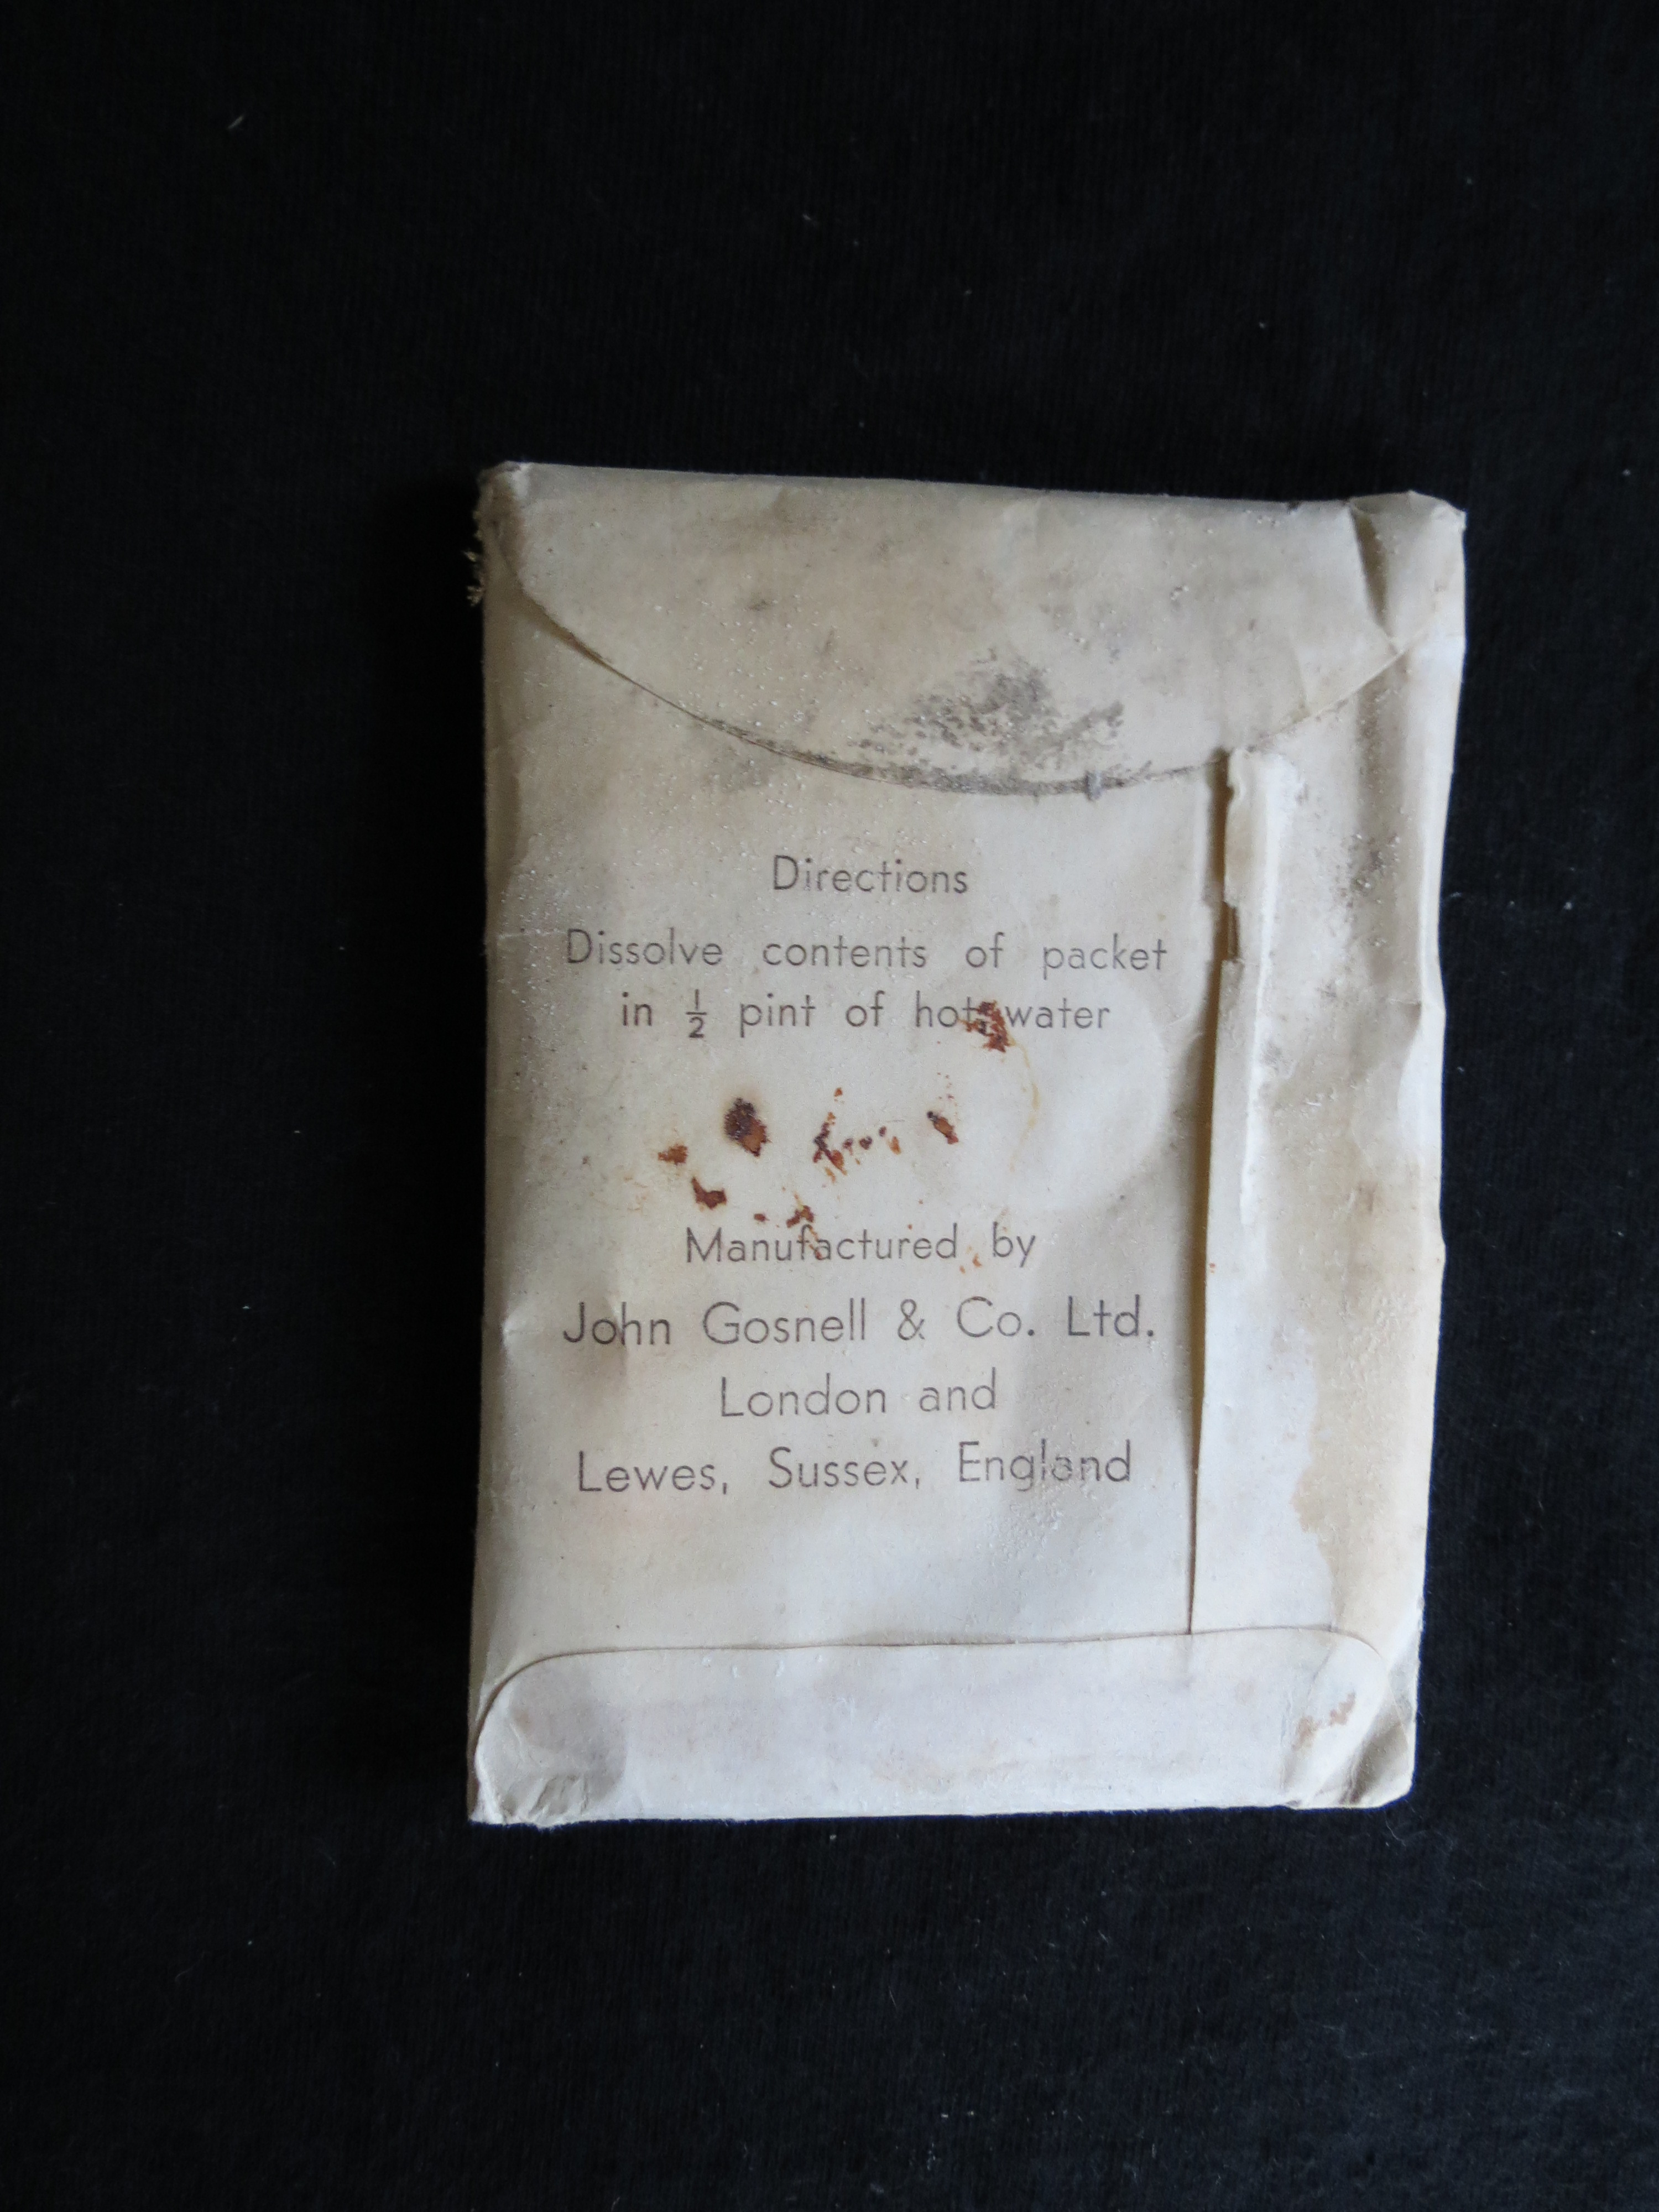 Directions
Dissolve contents of packet
in ½ pint of hot water
Manufactured by
John Gosnell & Co. Ltd.
London and
Lewes, Sussex, England